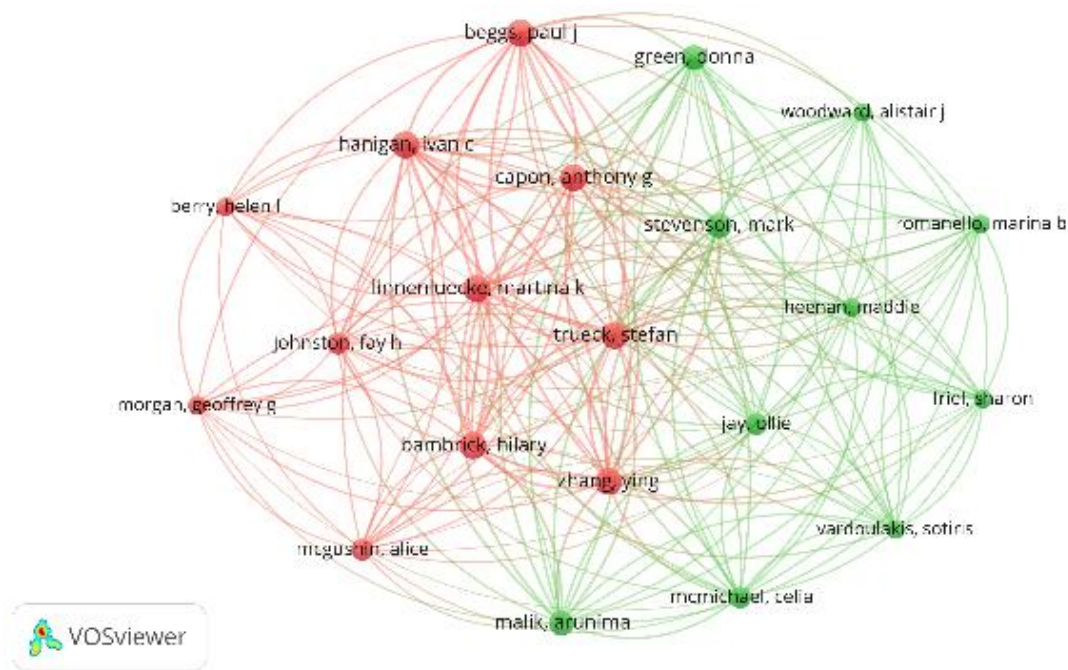 beggs, paul j
green, donna
woodward, alistair j
hanigan, ivan c
capon, anthony g
berry, helen l
stevenson, mark
romanello, marina b
linnenluecke, martina k
heenan, maddie
trueck, stefan
johnston, fay h
friel, sharon
morgan, geoffrey g
jay, ollie
bambrick, hilary
zhang, ying
vardoulakis, sotiris
mcgushin, alice
mcmichael, celia
malik, arunima
VOSviewer